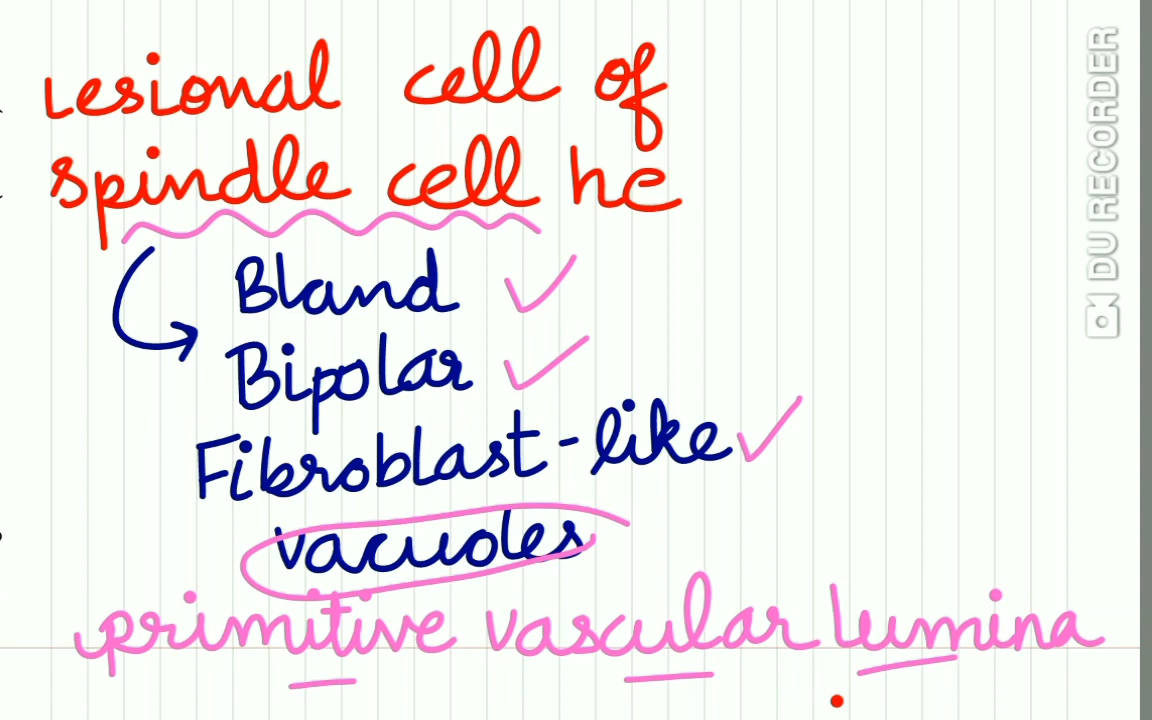 Lesional cell of
spindle cell he
Bland
Bipolar
Fibroblast-like
vacuoles
primitive vascular lumina
DU RECORDER